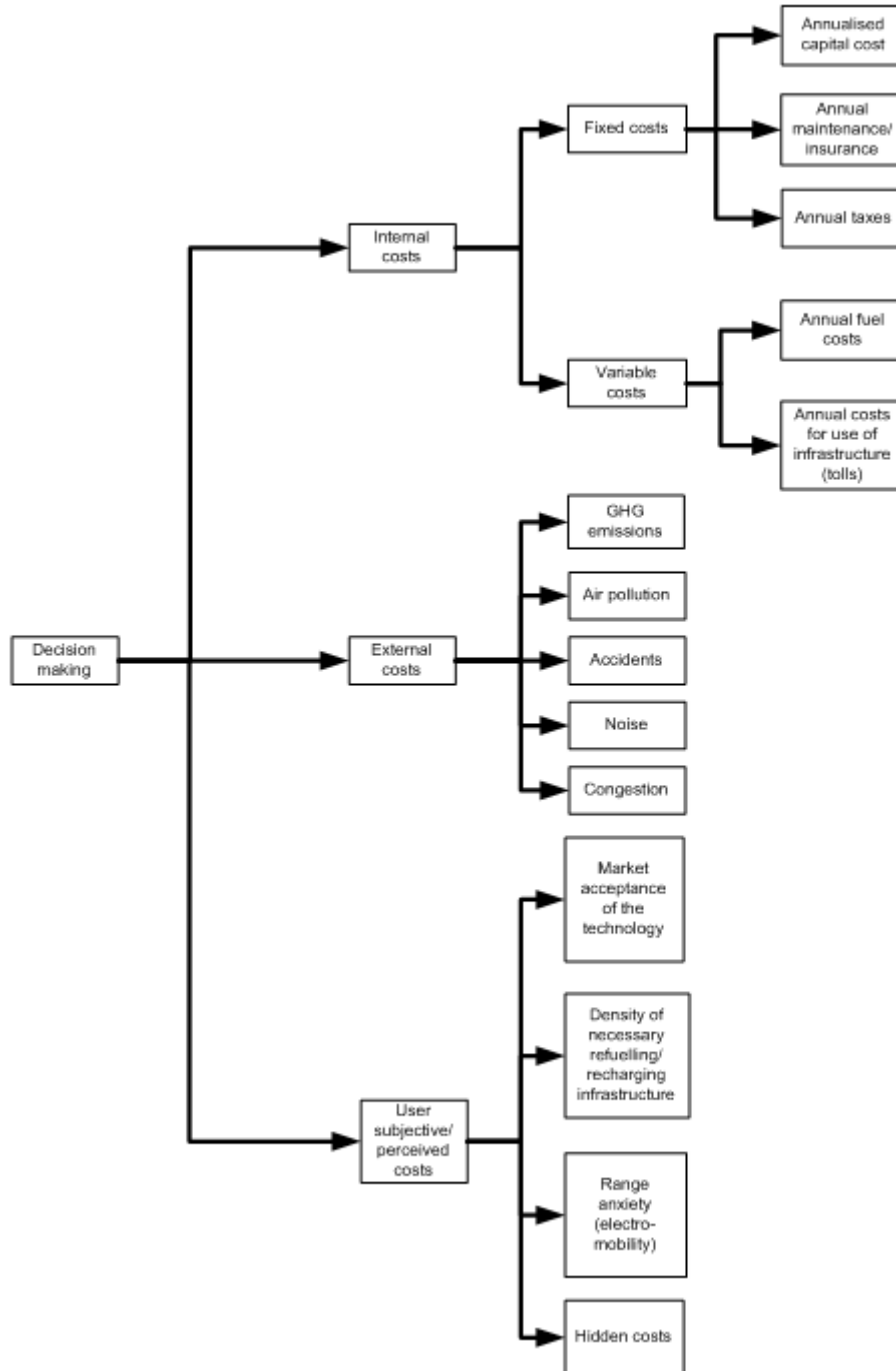 Annualised
capital cost
Fixed costs
Annual
maintenance/
insurance
Annual taxes
Internal
costs
Annual fuel
costs
Variable
costs
Annual costs
for use of
infrastructure
(tolls)
GHG
emissions
Air pollution
Decision
making
External
costs
Accidents
Noise
Congestion
Market
acceptance
of the
technology
Density of
necessary
refuelling/
recharging
infrastructure
User
subjective/
perceived
costs
Range
anxiety
(electro-
mobility)
Hidden costs